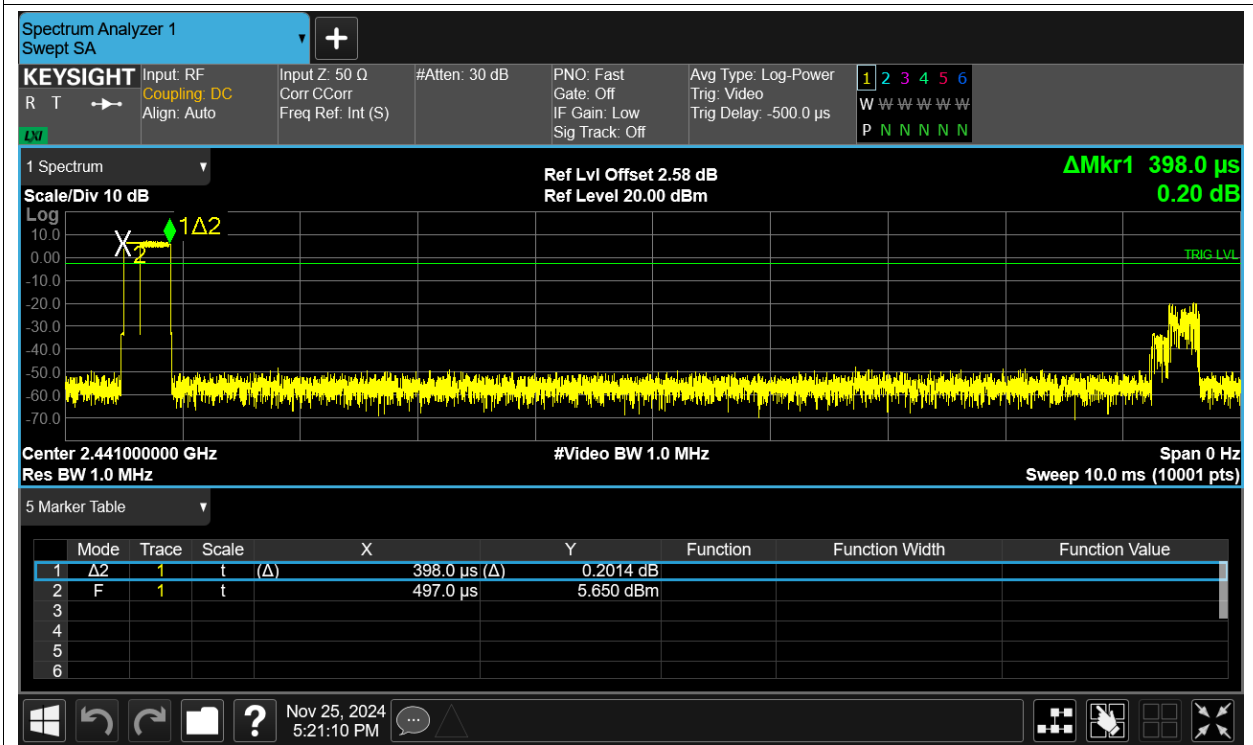 Spectrum Analyzer 1
Swept SA
KEYSIGHT Input: RF Input Z: 50 Ω #Atten: 30 dB PNO: Fast Avg Type: Log-Power 1 2 3 4 5 6
R T Coupling: DC Corr CCorr Gate: Off Trig: Video W W W W W W
Align: Auto Freq Ref: Int (S) IF Gain: Low Trig Delay: -500.0 µs P N N N N N
LXI Sig Track: Off
1 Spectrum Ref Lvl Offset 2.58 dB ΔMkr1 398.0 µs
Scale/Div 10 dB Ref Level 20.00 dBm 0.20 dB
Log
1Δ2
10.0
2
0.00 TRIG LVL
-10.0
-20.0
-30.0
-40.0
-50.0
-60.0
-70.0
Center 2.441000000 GHz #Video BW 1.0 MHz Span 0 Hz
Res BW 1.0 MHz Sweep 10.0 ms (10001 pts)
5 Marker Table
Mode Trace Scale X Y Function Function Width Function Value
1 Δ2 1 t (Δ) 398.0 µs (Δ) 0.2014 dB
2 F 1 t 497.0 µs 5.650 dBm
3
4
5
6
? Nov 25, 2024
5:21:10 PM